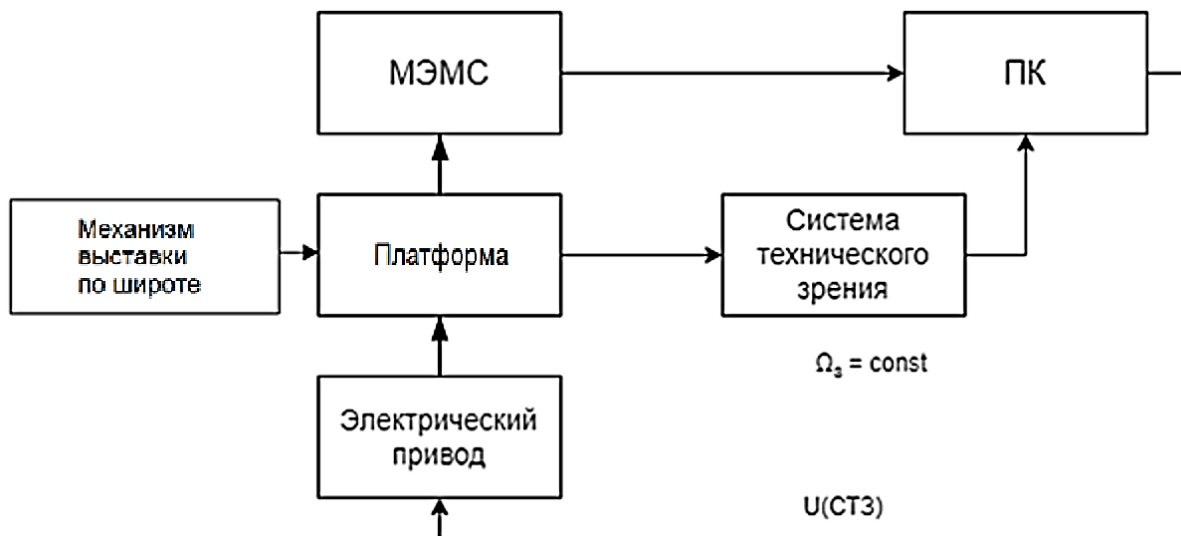 МЭМС
ПК
Механизм
выставки
по широте
Платформа
Система
технического
зрения
Ωз = const
Электрический
привод
U(СТЗ)